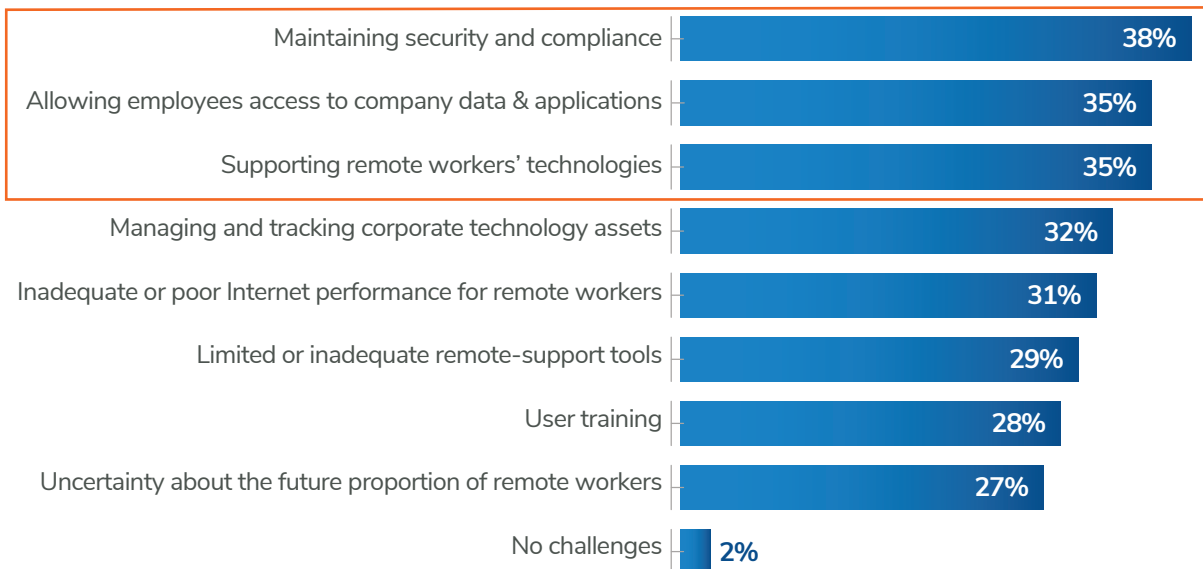 Maintaining security and compliance 38%
Allowing employees access to company data & applications 35%
Supporting remote workers’ technologies 35%
Managing and tracking corporate technology assets 32%
Inadequate or poor Internet performance for remote workers 31%
Limited or inadequate remote-support tools 29%
User training 28%
Uncertainty about the future proportion of remote workers 27%
No challenges 2%